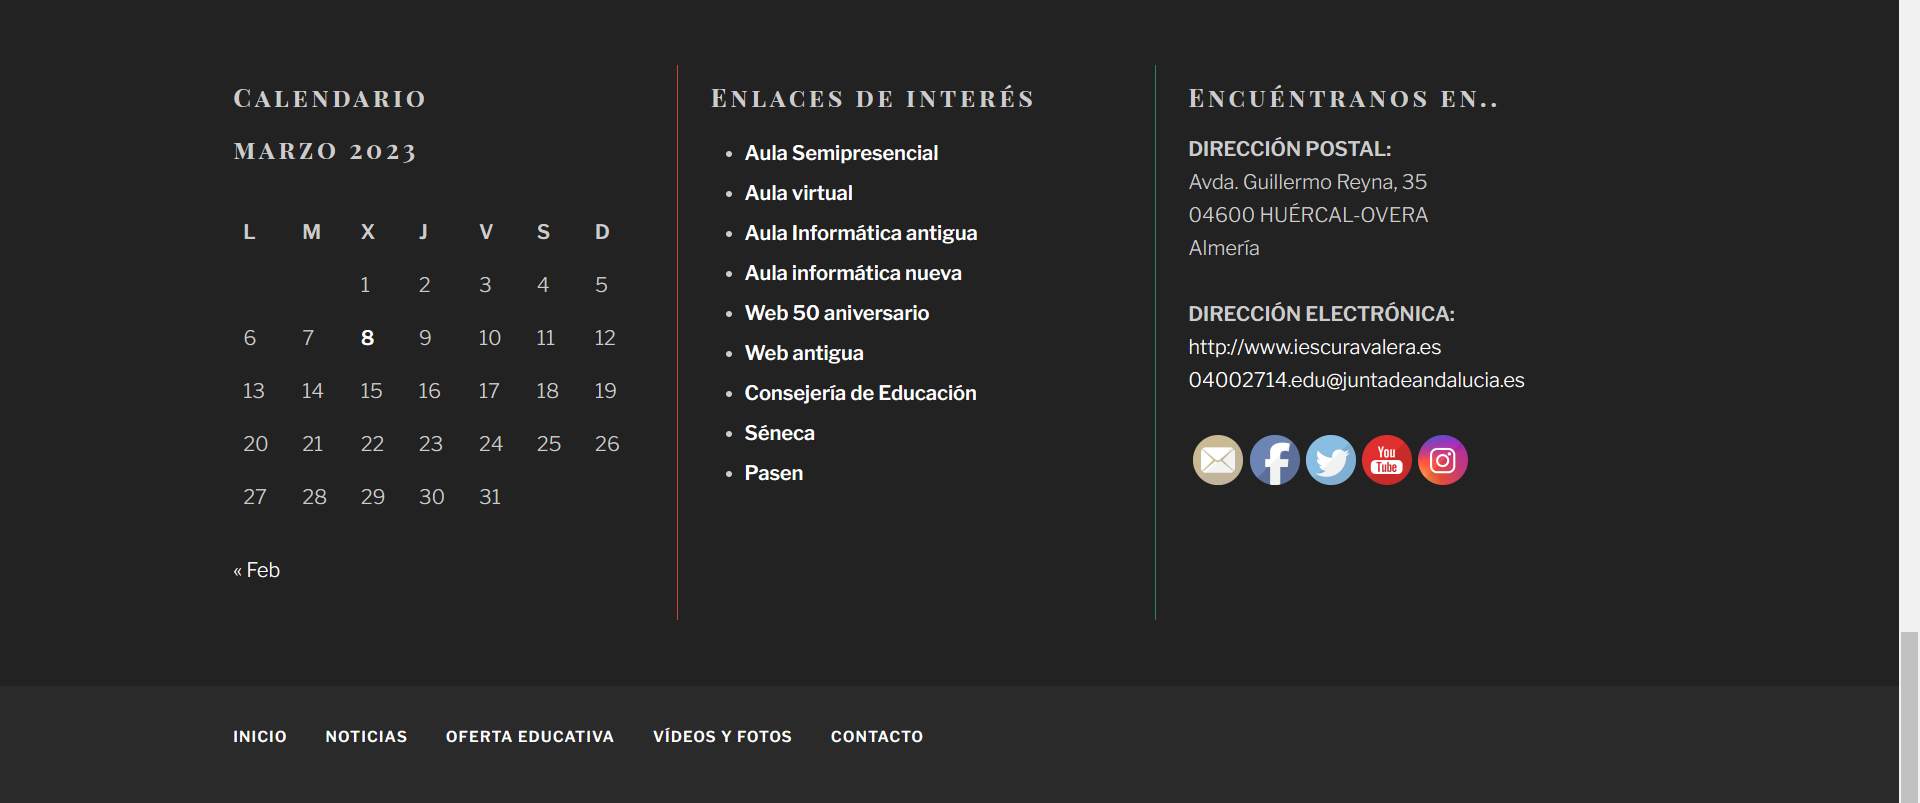 Calendario
marzo 2023
L M X J V S D
1 2 3 4 5
6 7 8 9 10 11 12
13 14 15 16 17 18 19
20 21 22 23 24 25 26
27 28 29 30 31
« Feb
Enlaces de interés
Aula Semipresencial
Aula virtual
Aula Informática antigua
Aula informática nueva
Web 50 aniversario
Web antigua
Consejería de Educación
Séneca
Pasen
Encuéntranos en..
DIRECCIÓN POSTAL:
Avda. Guillermo Reyna, 35
04600 HUÉRCAL-OVERA
Almería
DIRECCIÓN ELECTRÓNICA:
http://www.iescuravalera.es
04002714.edu@juntadeandalucia.es
You
Tube
INICIO NOTICIAS OFERTA EDUCATIVA VÍDEOS Y FOTOS CONTACTO